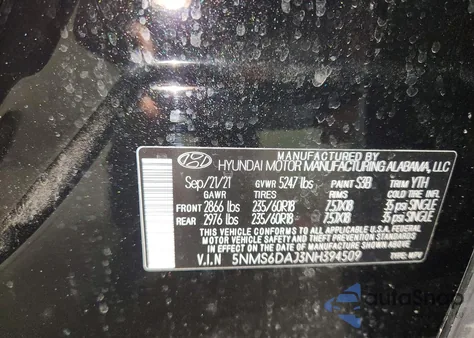 MANUFACTURED BY
HYUNDAI MOTOR MANUFACTURING ALABAMA, LLC
Sep/21/21 GVWR 5247 lbs PAINT S3B TRIM YTH
GAWR TIRES RIMS COLD TIRE INFL
FRONT 2866 lbs 235/60R18 7.5JX18 35 psi SINGLE
REAR 2976 lbs 235/60R18 7.5JX18 35 psi SINGLE
THIS VEHICLE CONFORMS TO ALL APPLICABLE U.S.A. FEDERAL
MOTOR VEHICLE SAFETY AND THEFT PREVENTION STANDARDS IN
EFFECT ON THE DATE OF MANUFACTURE SHOWN ABOVE.
V.I.N 5NMS6DAJ3NH394509 TYPE: MPV
AutoSnap